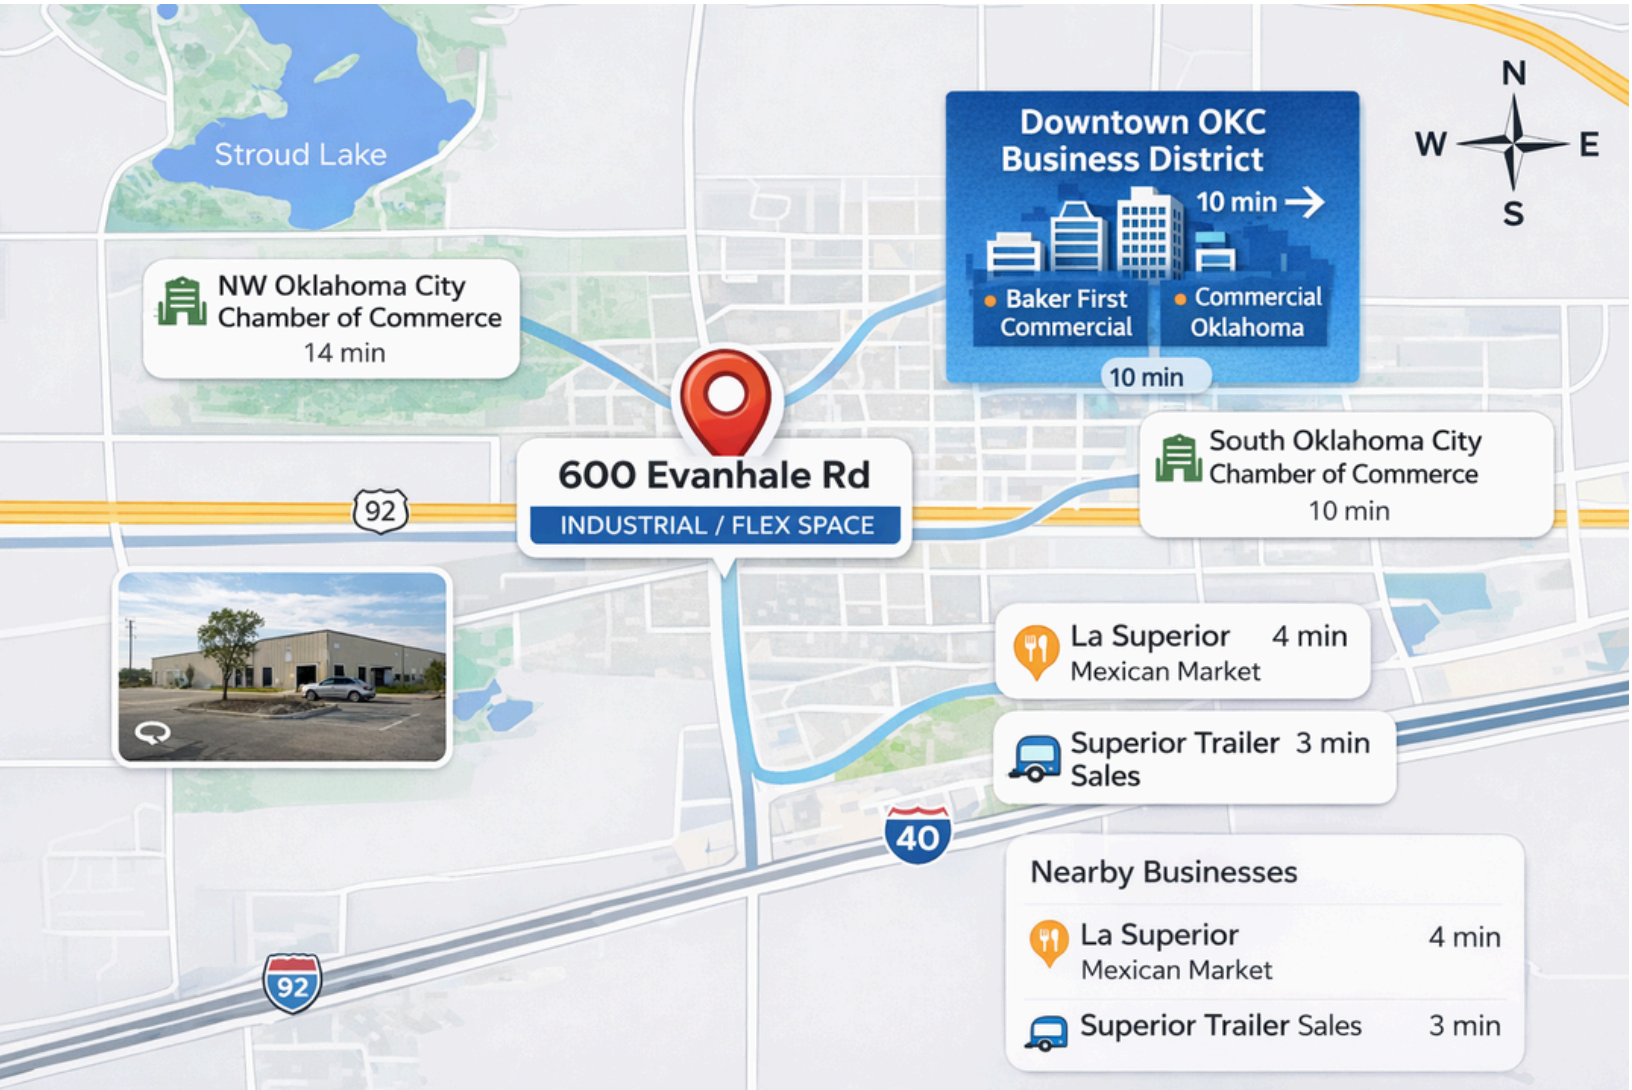 Stroud Lake
N
W
E
S
Downtown OKC
Business District
10 min
Baker First
Commercial
Commercial
Oklahoma
10 min
NW Oklahoma City
Chamber of Commerce
14 min
South Oklahoma City
Chamber of Commerce
10 min
600 Evanhale Rd
INDUSTRIAL / FLEX SPACE
92
La Superior 4 min
Mexican Market
Superior Trailer 3 min
Sales
40
92
Nearby Businesses
La Superior 4 min
Mexican Market
Superior Trailer Sales 3 min